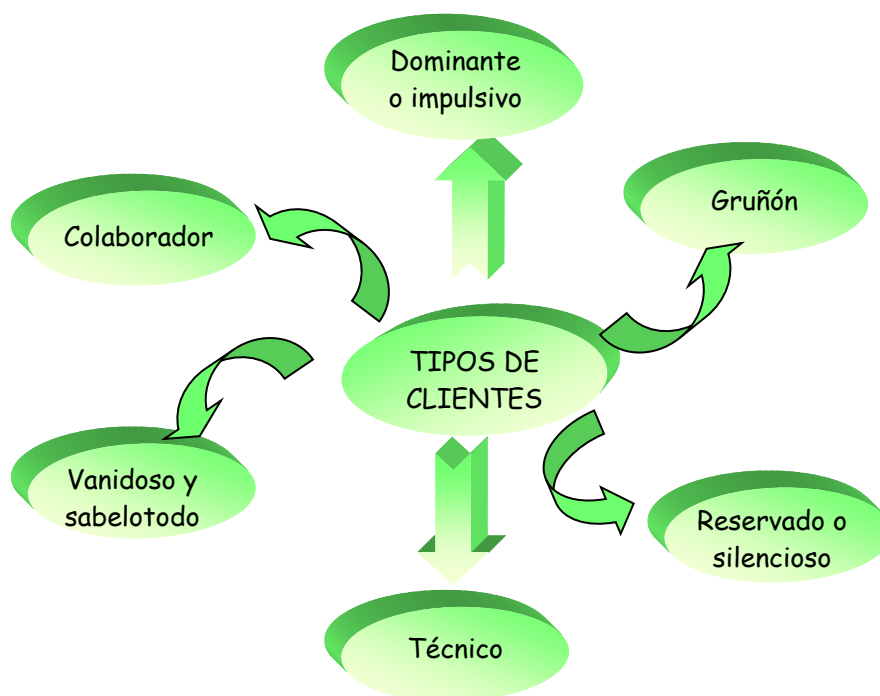 Dominante
o impulsivo
Gruñón
Colaborador
TIPOS DE
CLIENTES
Vanidoso y
sabelotodo
Reservado o
silencioso
Técnico